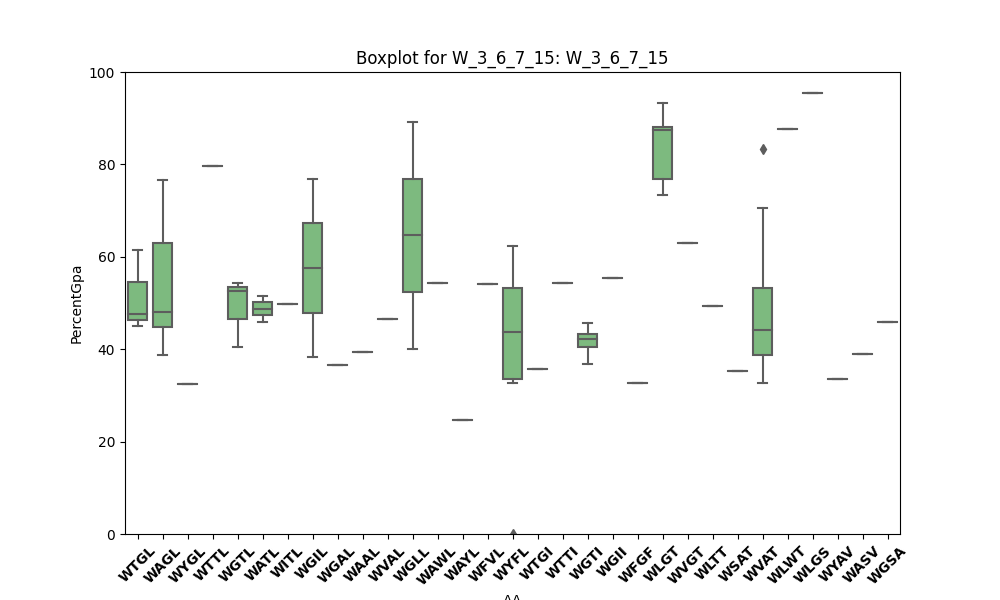 Boxplot for W_3_6_7_15: W_3_6_7_15
100
80
60
40
20
0
PercentGpa
WTGL WAGL WYGL WTTL WGTL WATL WITL WGIL WGAL WAAL WVAL WGLL WAWL WAYL WFVL WYFL WTGI WTTI WGTI WGII WFGF WLGT WVGT WLTT WSAT WVAT WLWT WLGS WYAV WASV WGSA
AA